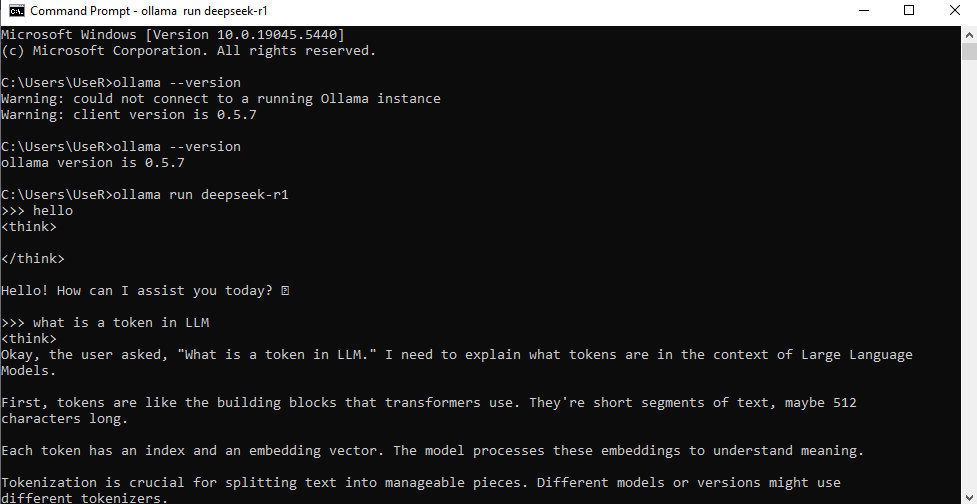 Command Prompt - ollama run deepseek-r1
Microsoft Windows [Version 10.0.19045.5440]
(c) Microsoft Corporation. All rights reserved.
C:\Users\UseR>ollama --version
Warning: could not connect to a running Ollama instance
Warning: client version is 0.5.7
C:\Users\UseR>ollama --version
ollama version is 0.5.7
C:\Users\UseR>ollama run deepseek-r1
>>> hello
<think>
</think>
Hello! How can I assist you today? 
>>> what is a token in LLM
<think>
Okay, the user asked, "What is a token in LLM." I need to explain what tokens are in the context of Large Language
Models.
First, tokens are like the building blocks that transformers use. They're short segments of text, maybe 512
characters long.
Each token has an index and an embedding vector. The model processes these embeddings to understand meaning.
Tokenization is crucial for splitting text into manageable pieces. Different models or versions might use
different tokenizers.